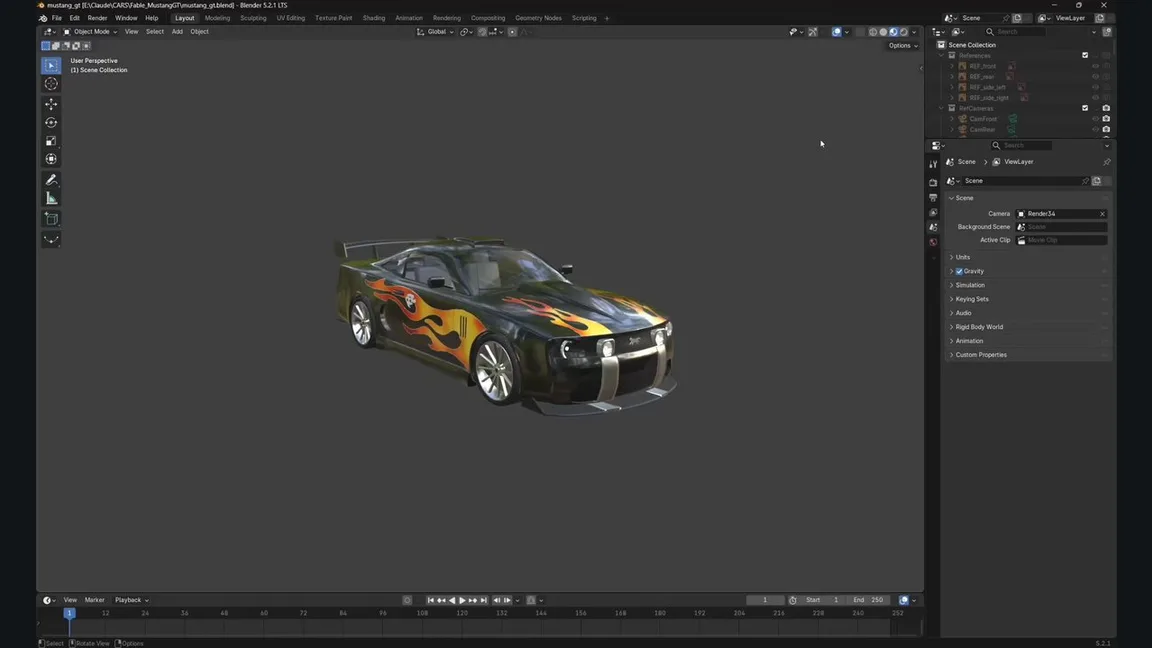 mustang_gt [E:\Claude\CARS\Fable_MustangGT\mustang_gt.blend] - Blender 5.2.1 LTS
File Edit Render Window Help Layout Modeling Sculpting UV Editing Texture Paint Shading Animation Rendering Compositing Geometry Nodes Scripting + Scene ViewLayer
Object Mode View Select Add Object Global Search
Options
User Perspective
(1) Scene Collection
Scene Collection
References
REF_front
REF_rear
REF_side_left
REF_side_right
RefCameras
CamFront
CamRear
Search
Scene > ViewLayer
Scene
Scene
Camera Render34
Background Scene Scene
Active Clip Movie Clip
Units
Gravity
Simulation
Keying Sets
Audio
Rigid Body World
Animation
Custom Properties
View Marker Playback 1 Start 1 End 250
1 12 24 36 48 60 72 84 96 108 120 132 144 156 168 180 192 204 216 228 240 252
Select Rotate View Options 5.2.1